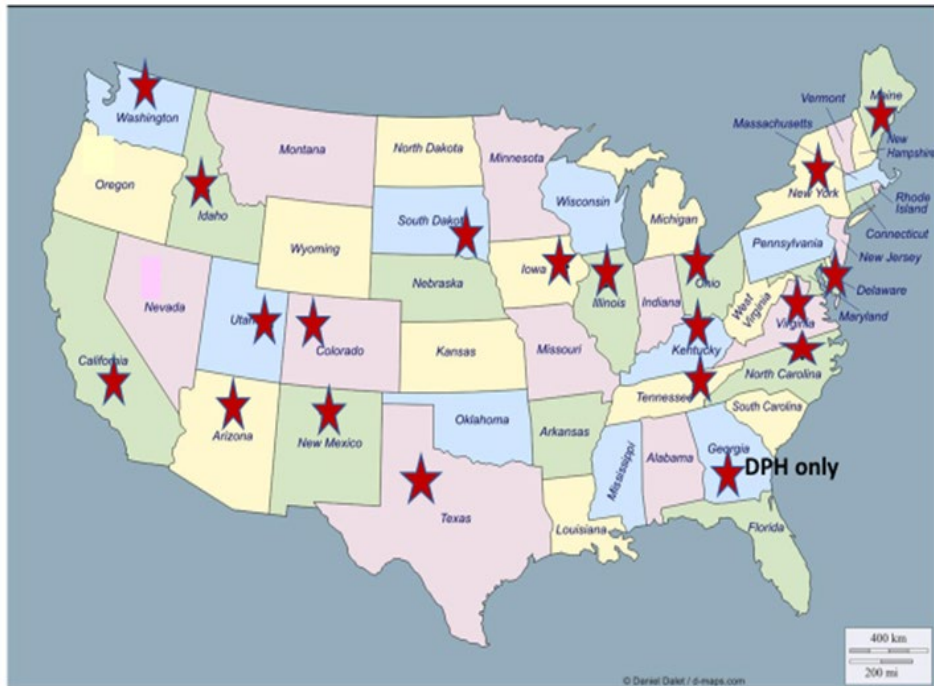 Washington
Montana
North Dakota
Minnesota
Vermont
Maine
Massachusetts
New
Hampshire
Oregon
Idaho
Wyoming
South Dakot
Wisconsin
Michigan
New York
Rhode
Island
Connecticut
Nevada
Utah
Colorado
Nebraska
Iowa
Illinois
Indiana
Ohio
Pennsylvania
New Jersey
Delaware
Maryland
West
Virginia
Virginia
California
Kansas
Missouri
Kentucky
North Carolina
Arizona
New Mexico
Oklahoma
Arkansas
Tennessee
South Carolina
Texas
Louisiana
Mississippi
Alabama
Georgia
DPH only
Florida
400 km
200 mi
© Daniel Dalet / d-maps.com